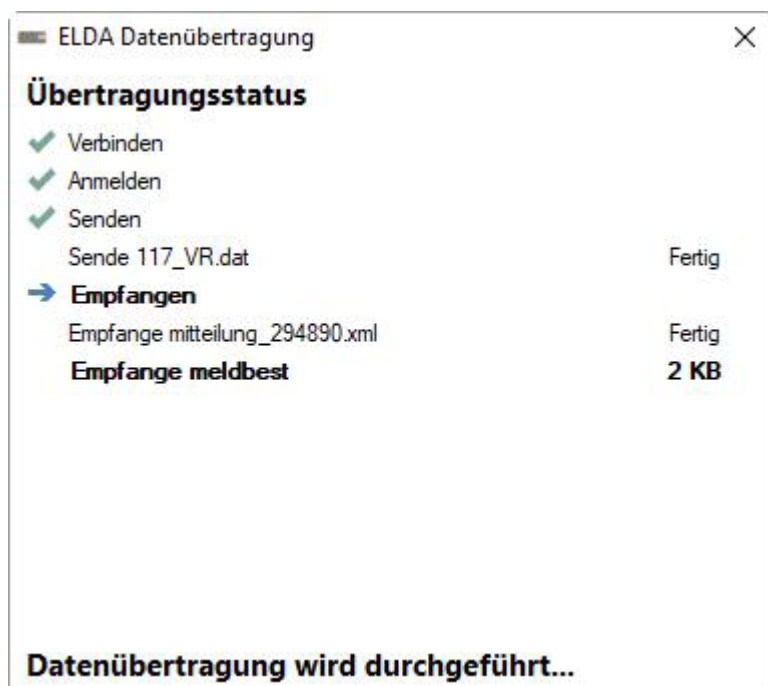 ELDA Datenübertragung
Übertragungsstatus
Verbinden
Anmelden
Senden
Sende 117_VR.dat Fertig
Empfangen
Empfange mitteilung_294890.xml Fertig
Empfange meldbest 2 KB
Datenübertragung wird durchgeführt...